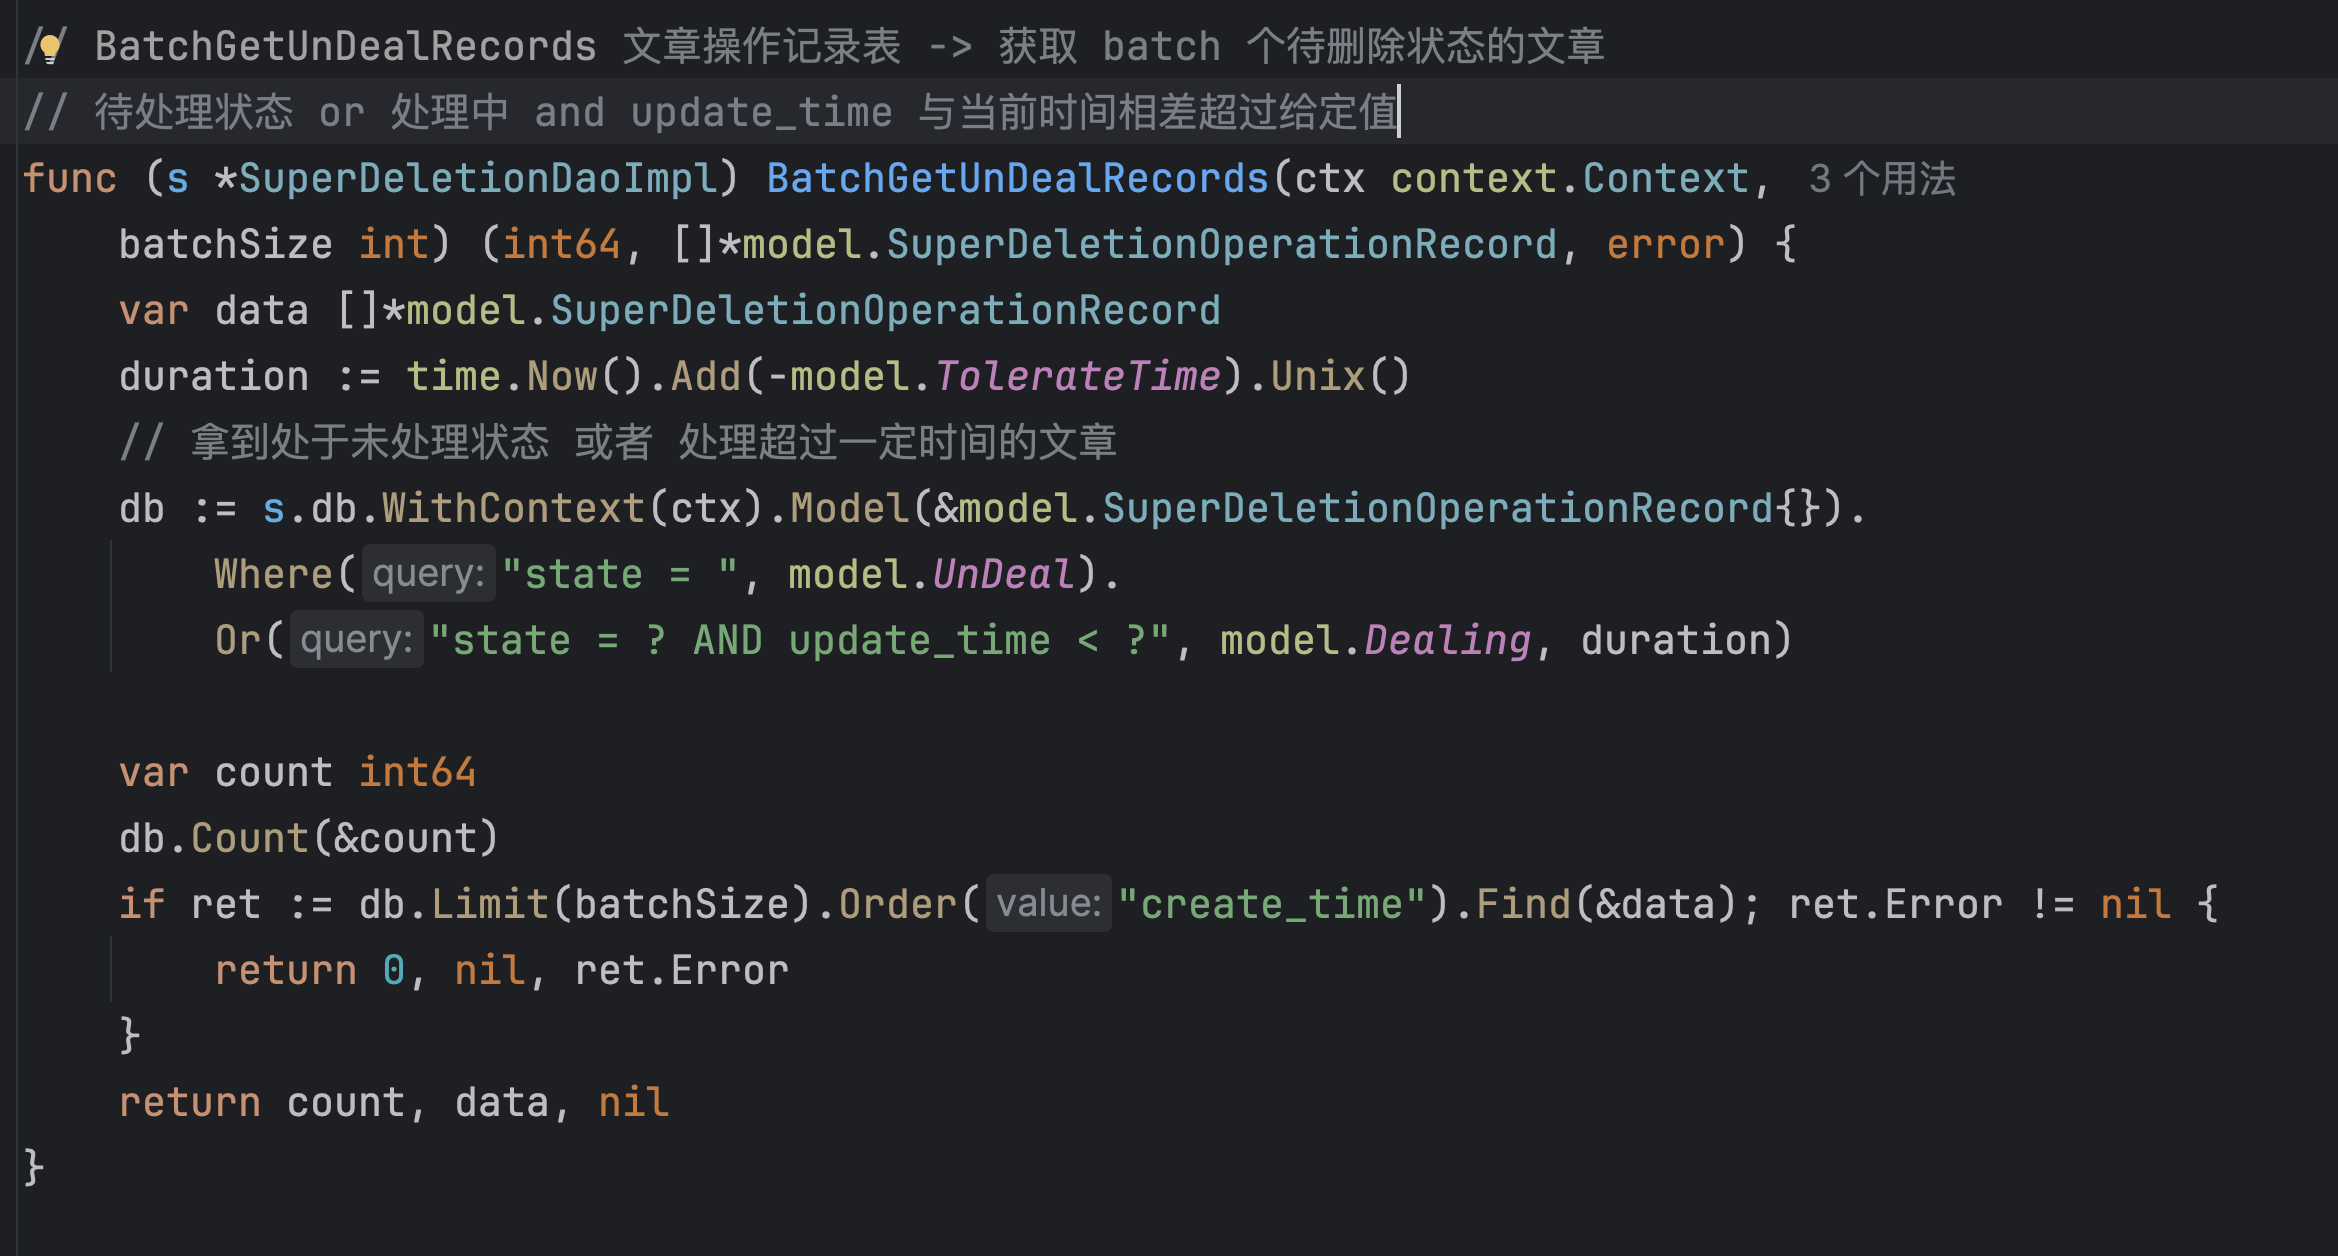 // BatchGetUnDealRecords 文章操作记录表 -> 获取 batch 个待删除状态的文章
// 待处理状态 or 处理中 and update_time 与当前时间相差超过给定值
func (s *SuperDeletionDaoImpl) BatchGetUnDealRecords(ctx context.Context, 3 个用法
    batchSize int) (int64, []*model.SuperDeletionOperationRecord, error) {
    var data []*model.SuperDeletionOperationRecord
    duration := time.Now().Add(-model.TolerateTime).Unix()
    // 拿到处于未处理状态 或者 处理超过一定时间的文章
    db := s.db.WithContext(ctx).Model(&model.SuperDeletionOperationRecord{}).
        Where( query: "state = ", model.UnDeal).
        Or( query: "state = ? AND update_time < ?", model.Dealing, duration)
    var count int64
    db.Count(&count)
    if ret := db.Limit(batchSize).Order( value: "create_time").Find(&data); ret.Error != nil {
        return 0, nil, ret.Error
    }
    return count, data, nil
}